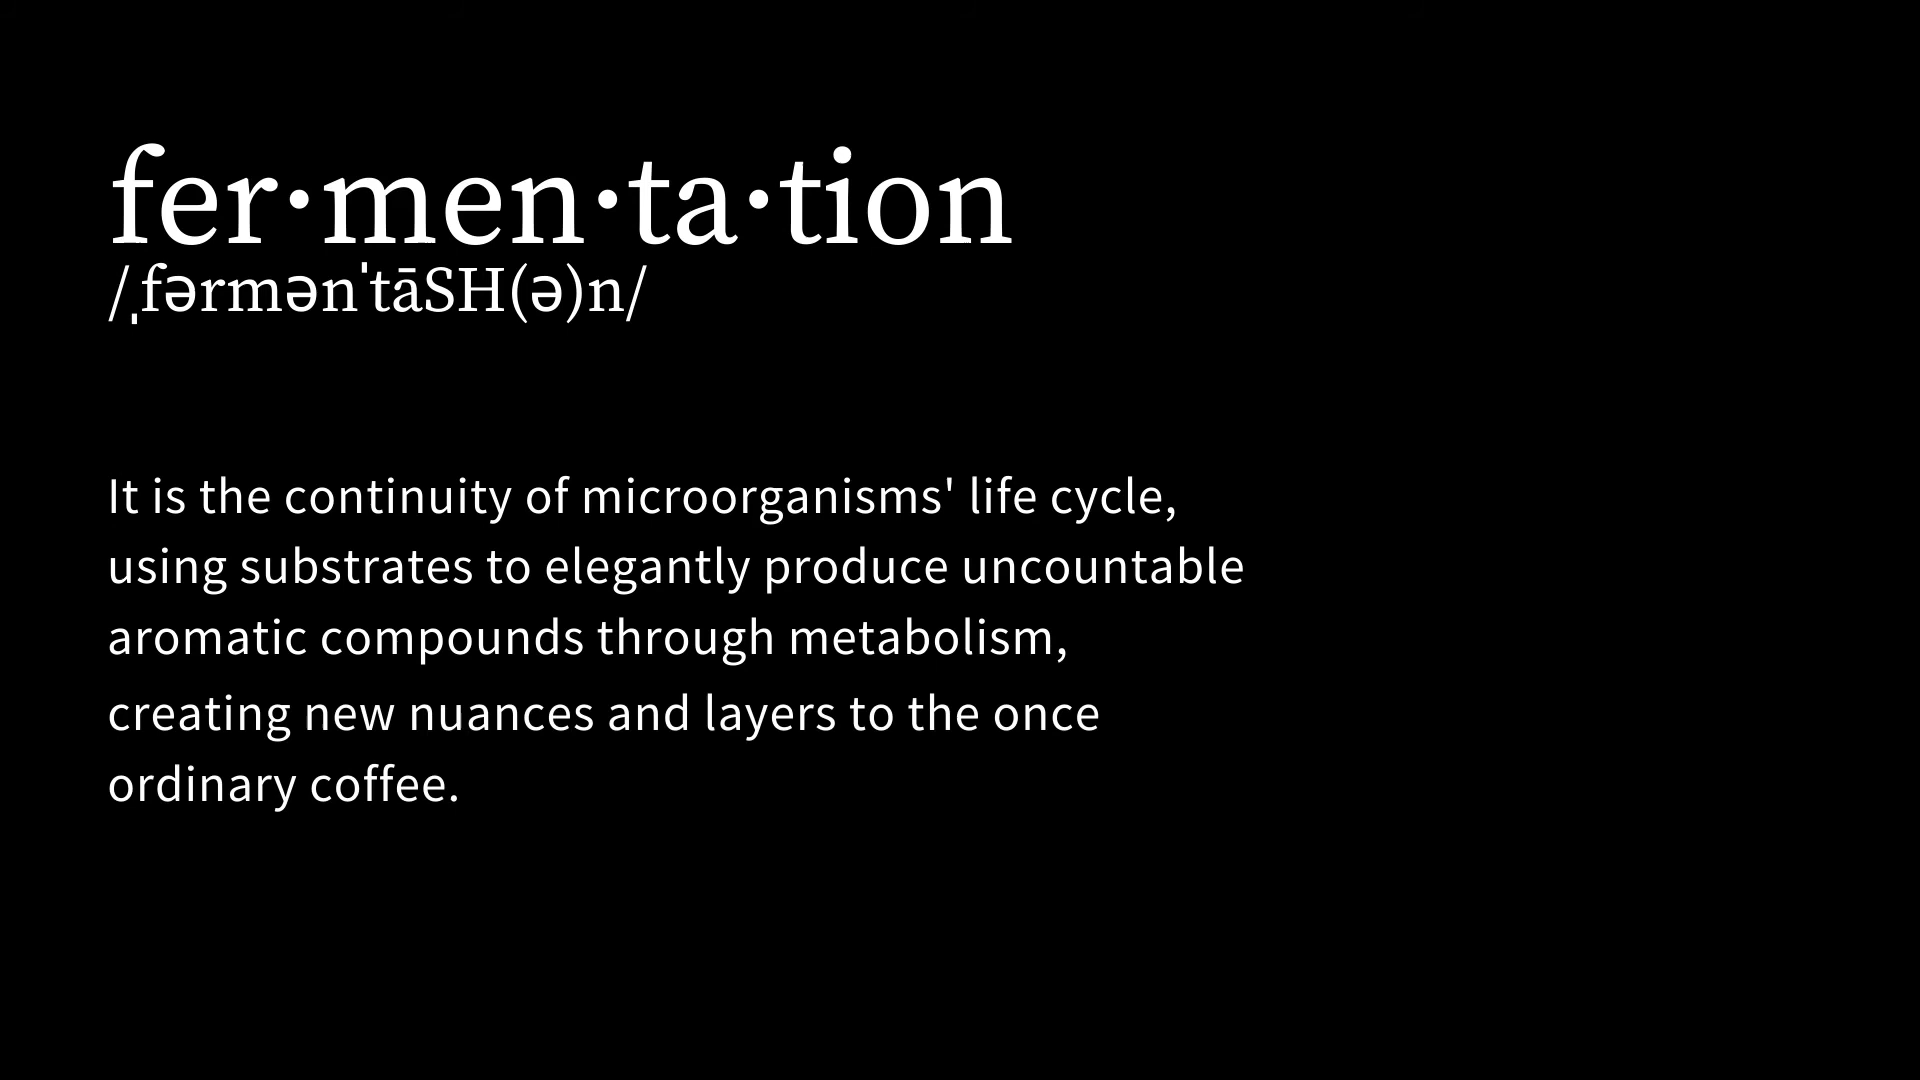 fer·men·ta·tion
/ˌfərmənˈtāSH(ə)n/
It is the continuity of microorganisms' life cycle,
using substrates to elegantly produce uncountable
aromatic compounds through metabolism,
creating new nuances and layers to the once
ordinary coffee.